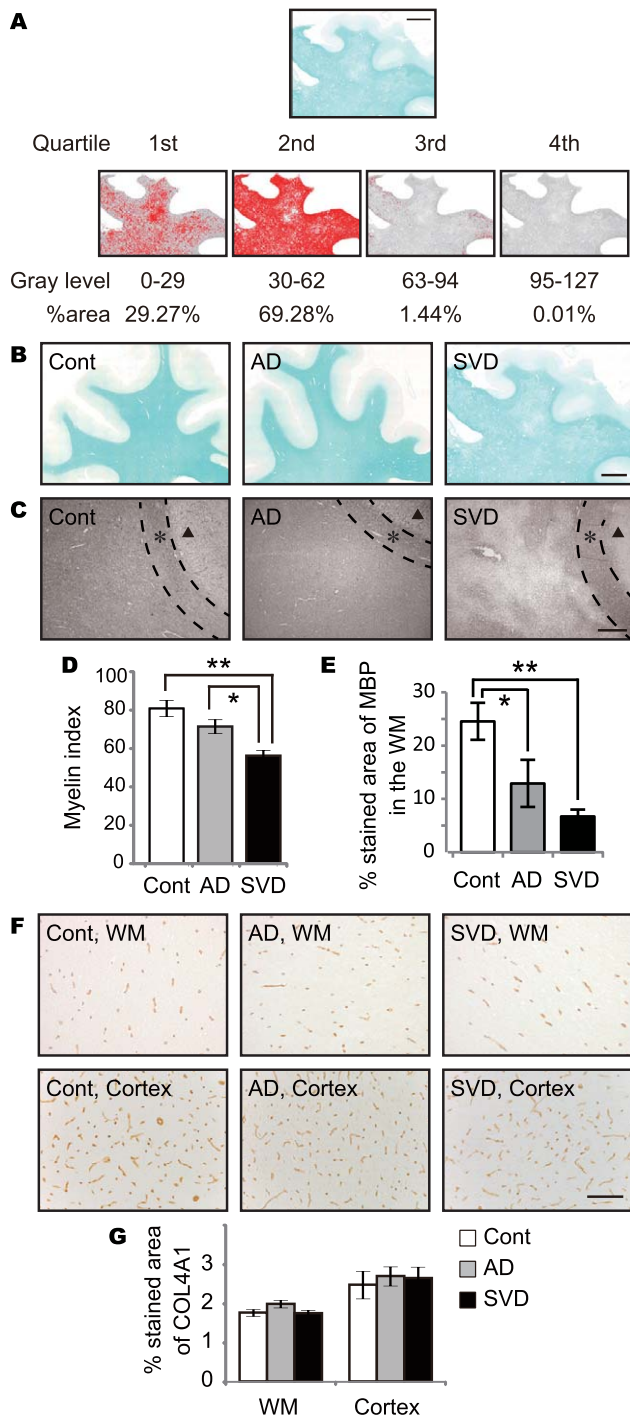 A
Quartile 1st 2nd 3rd 4th
Gray level 0-29 30-62 63-94 95-127
%area 29.27% 69.28% 1.44% 0.01%
B Cont AD SVD
C Cont AD SVD
* * *
D
Myelin index
100
80
60
40
20
0
**
*
Cont AD SVD
E
% stained area of MBP
in the WM
30
20
10
0
**
*
Cont AD SVD
F Cont, WM AD, WM SVD, WM
Cont, Cortex AD, Cortex SVD, Cortex
G
% stained area
of COL4A1
3
2
1
0
WM Cortex
Cont
AD
SVD